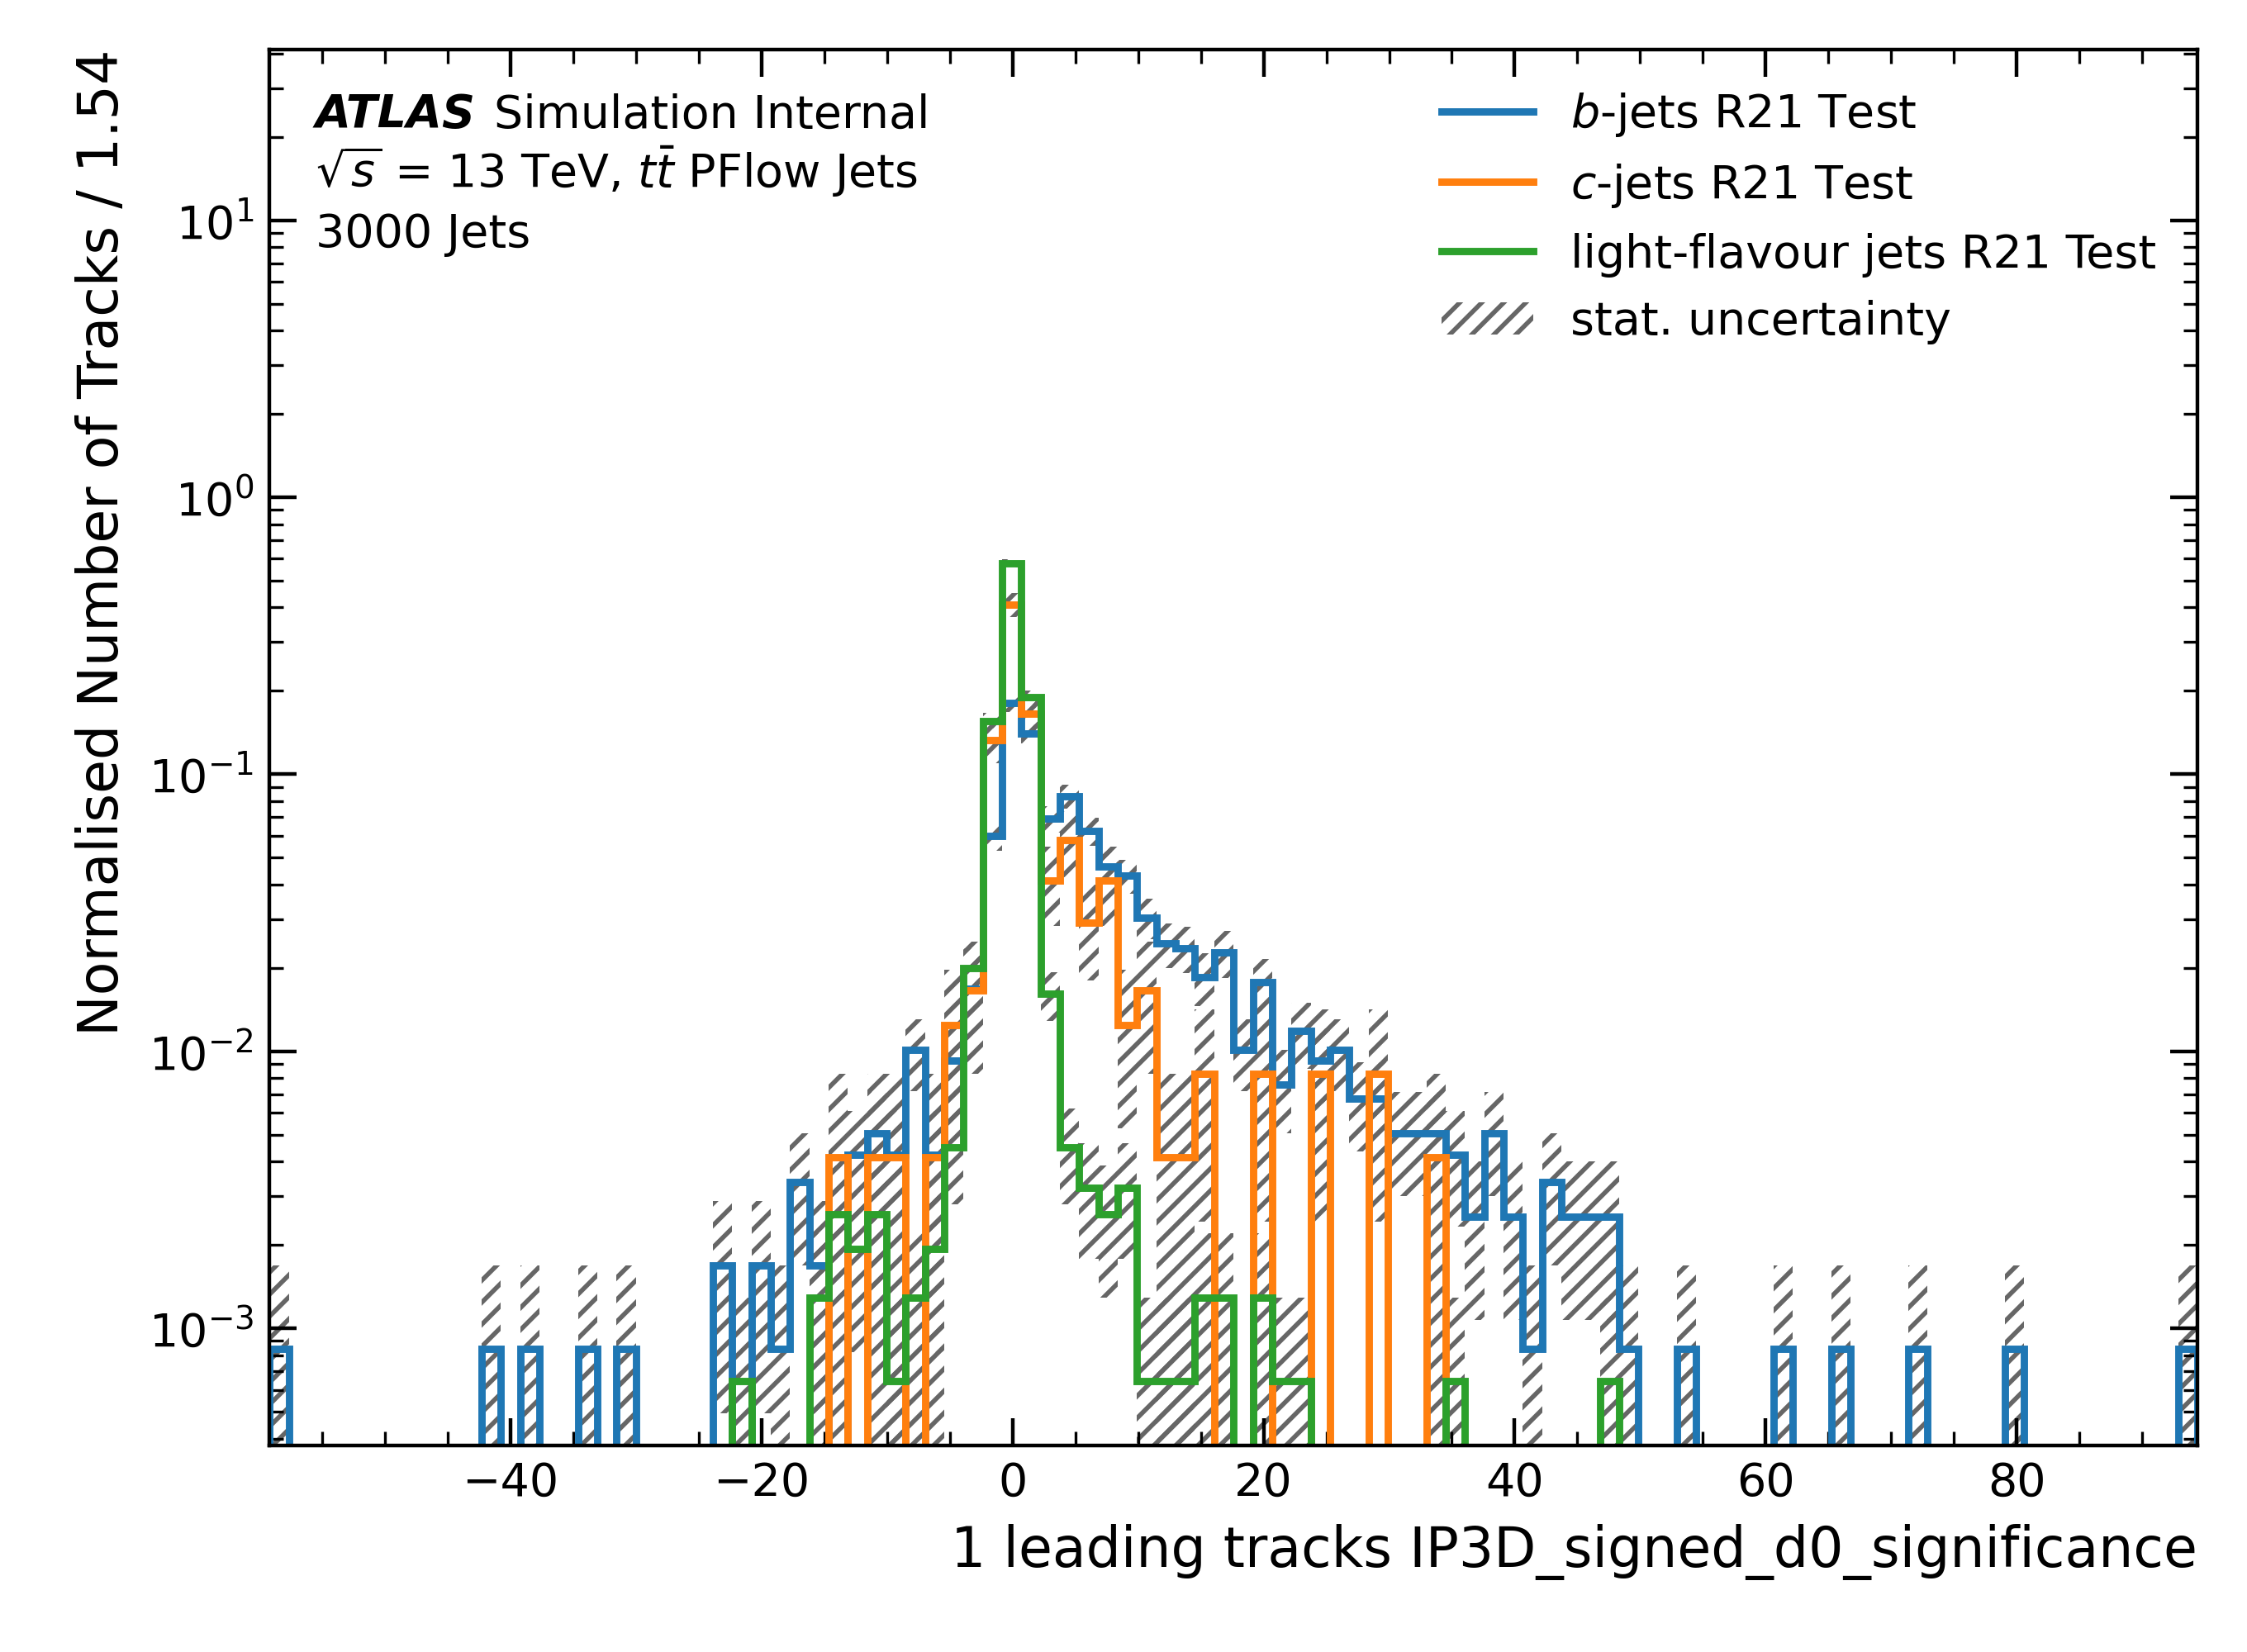 ATLAS Simulation Internal
√s = 13 TeV, tt̄ PFlow Jets
3000 Jets
b-jets R21 Test
c-jets R21 Test
light-flavour jets R21 Test
stat. uncertainty
Normalised Number of Tracks / 1.54
10¹
10⁰
10⁻¹
10⁻²
10⁻³
−40 −20 0 20 40 60 80
1 leading tracks IP3D_signed_d0_significance